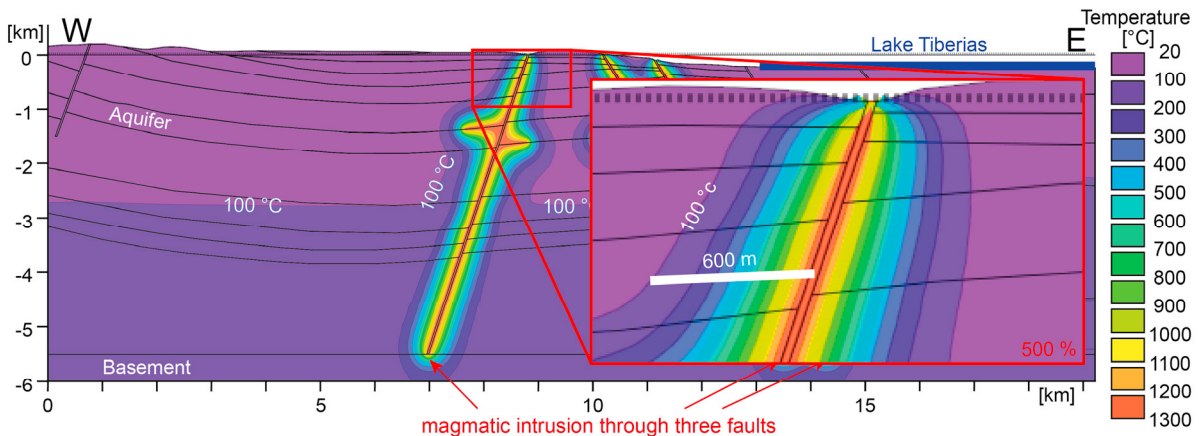 [km]
W
E
Temperature
[°C]
Lake Tiberias
0
-1
-2
-3
-4
-5
-6
Aquifer
100 °C
100 °C
100 °
Basement
100 °c
600 m
500 %
20
100
200
300
400
500
600
700
800
900
1000
1100
1200
1300
0
5
10
15
[km]
magmatic intrusion through three faults